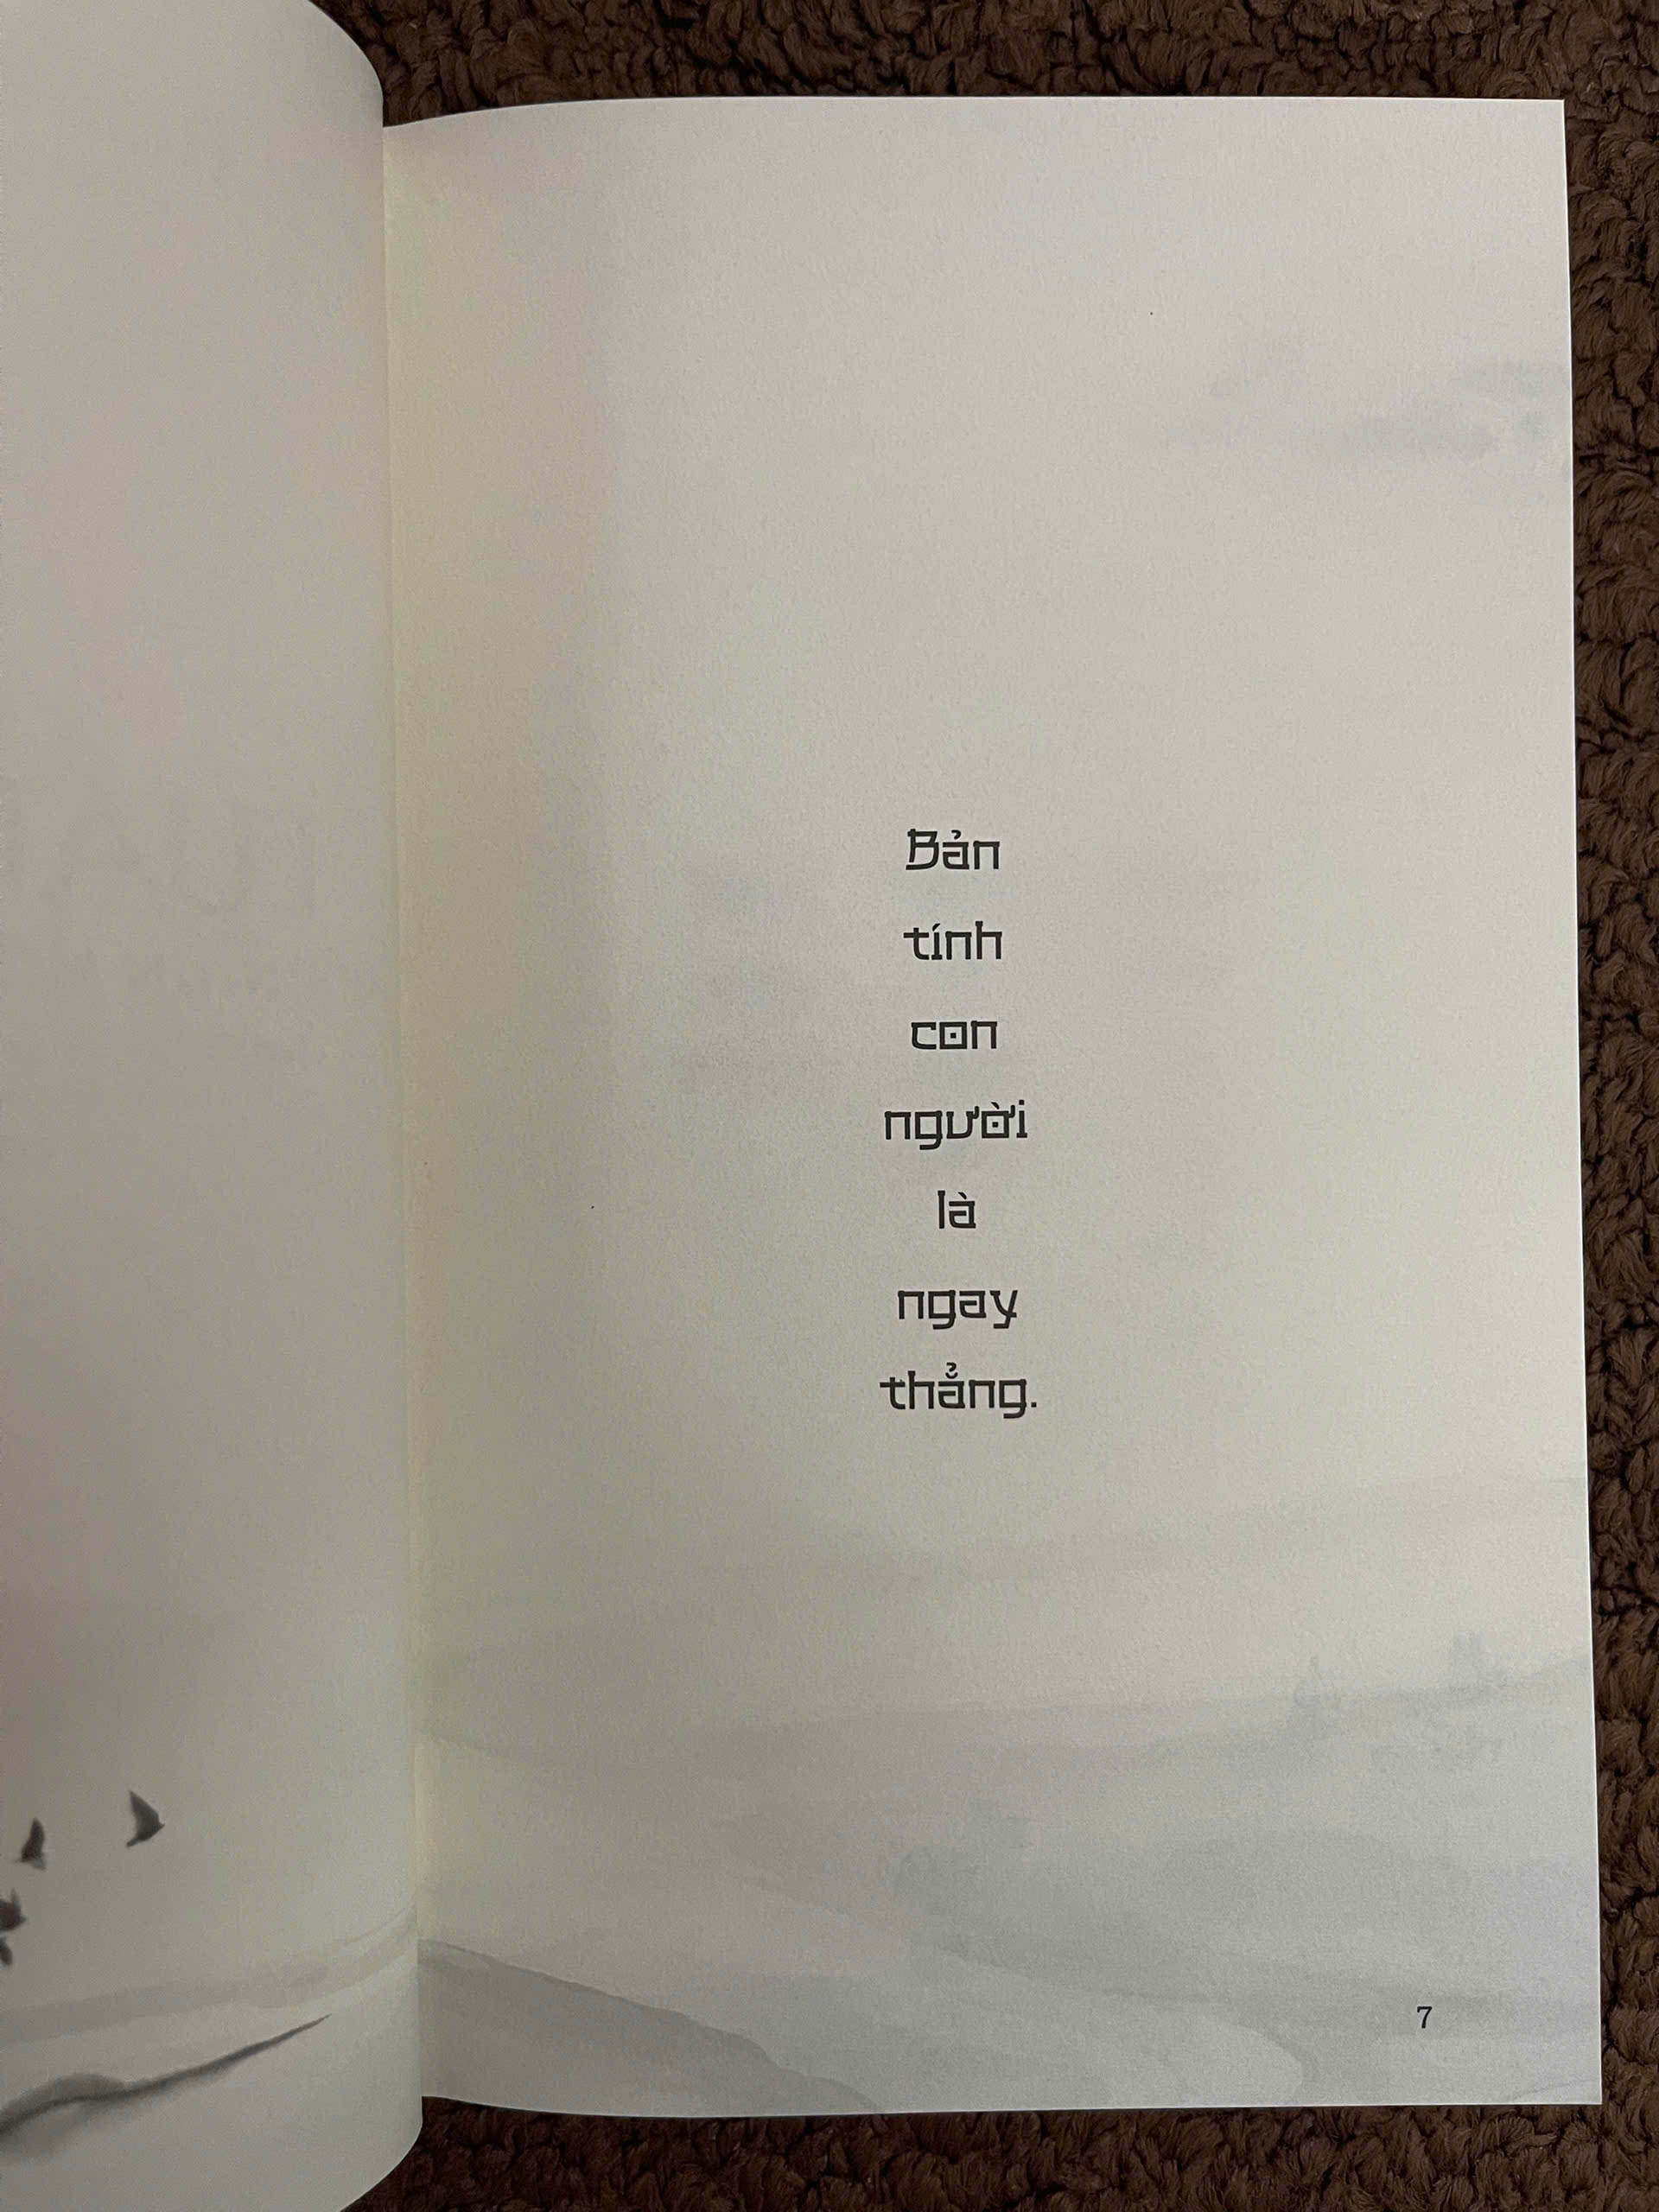 Bản
tính
con
người
là
ngay
thẳng.
7